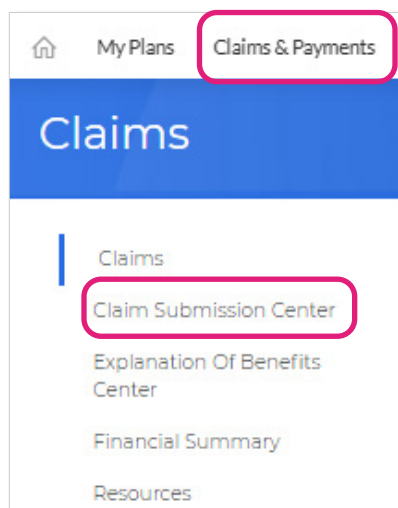 My Plans Claims & Payments
Claims
Claims
Claim Submission Center
Explanation Of Benefits
Center
Financial Summary
Resources